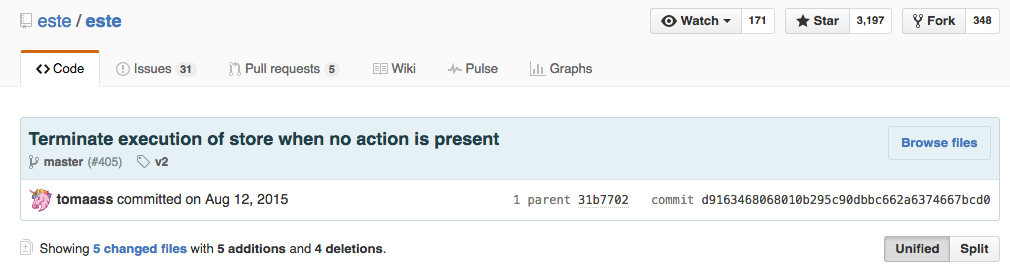 este / este Watch 171 Star 3,197 Fork 348
Code Issues 31 Pull requests 5 Wiki Pulse Graphs
Terminate execution of store when no action is present
Browse files
master (#405) v2
tomaass committed on Aug 12, 2015 1 parent 31b7702 commit d9163468068010b295c90dbbc662a6374667bcd0
Showing 5 changed files with 5 additions and 4 deletions. Unified Split